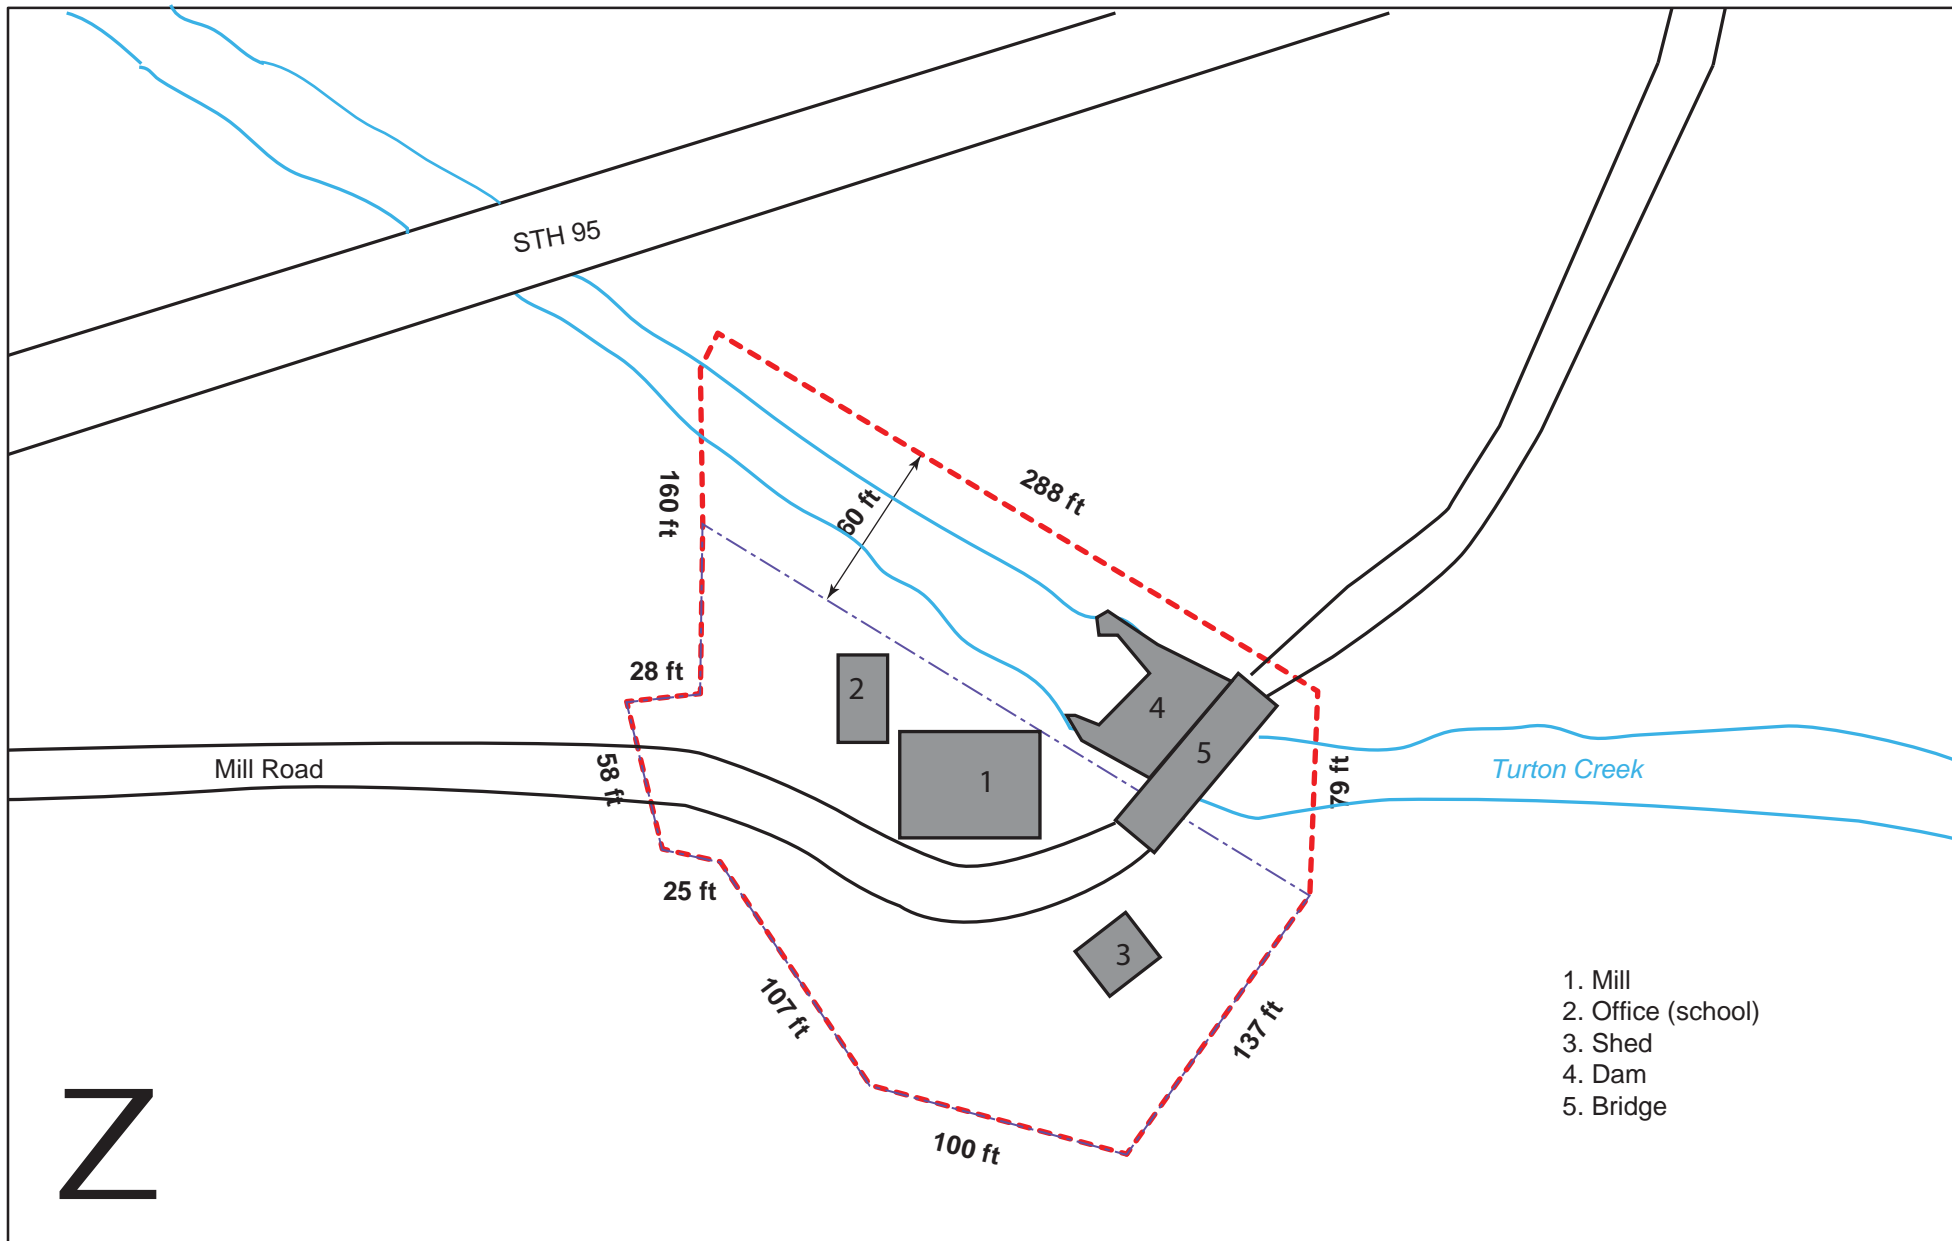 STH 95
160 ft
60 ft
288 ft
28 ft
2
4
5
1
Mill Road
58 ft
79 ft
Turton Creek
25 ft
3
107 ft
137 ft
100 ft
1. Mill
2. Office (school)
3. Shed
4. Dam
5. Bridge
Z